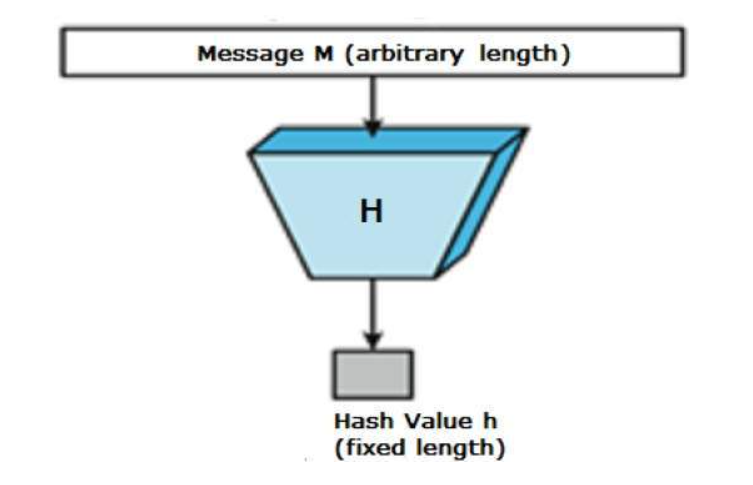 Message M (arbitrary length)
H
Hash Value h
(fixed length)